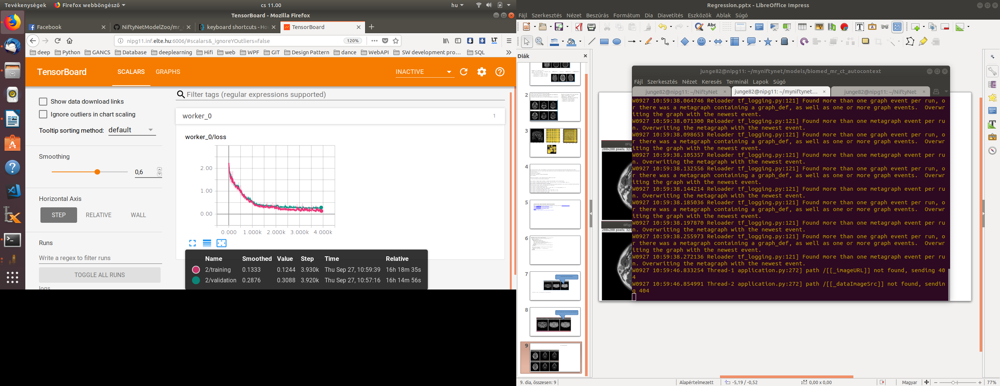 Tevékenységek Firefox webböngésző cs 11.00 hu
TensorBoard - Mozilla Firefox
Facebook NiftyNetModelZoo/mr_ keyboard shortcuts - Ho TensorBoard
nipg11.inf.elte.hu:6006/#scalars&_ignoreYOutliers=false 120%
deep Python GANCS Database deeplearning Hifi web WPF GIT Design Pattern dance WebAPI SW development pro... SQL
TensorBoard SCALARS GRAPHS INACTIVE
Show data download links
Ignore outliers in chart scaling
Tooltip sorting method: default
Smoothing
0,6
Horizontal Axis
STEP RELATIVE WALL
Runs
Write a regex to filter runs
TOGGLE ALL RUNS
logs
Filter tags (regular expressions supported)
worker_0 1
worker_0/loss
2.00
1.00
0.00
0.000 1.000k 2.000k 3.000k 4.000k
Name Smoothed Value Step Time Relative
2/training 0.1333 0.1244 3.930k Thu Sep 27, 10:59:39 16h 18m 35s
2/validation 0.2876 0.3088 3.920k Thu Sep 27, 10:57:16 16h 14m 56s
Regression.pptx - LibreOffice Impress
Fájl Szerkesztés Nézet Beszúrás Formátum Dia Diavetítés Eszközök Ablak Súgó
Diák
2
3
4
5
6
7
8
9
288x288 pixels; 32-
288x288 pixels; 32-
junge82@nipg11: ~/myniftynet/models/biomed_mr_ct_autocontext
Fájl Szerkesztés Nézet Keresés Terminál Lapok Súgó
junge82@nipg11: ~/NiftyNet junge82@nipg11: ~/myniftynet... junge82@nipg11: ~/NiftyNet
W0927 10:59:38.064746 Reloader tf_logging.py:121] Found more than one graph event per run, o
r there was a metagraph containing a graph_def, as well as one or more graph events.  Overwr
iting the graph with the newest event.
W0927 10:59:38.071300 Reloader tf_logging.py:121] Found more than one metagraph event per ru
n. Overwriting the metagraph with the newest event.
W0927 10:59:38.098653 Reloader tf_logging.py:121] Found more than one graph event per run, o
r there was a metagraph containing a graph_def, as well as one or more graph events.  Overwr
iting the graph with the newest event.
W0927 10:59:38.105357 Reloader tf_logging.py:121] Found more than one metagraph event per ru
n. Overwriting the metagraph with the newest event.
W0927 10:59:38.132556 Reloader tf_logging.py:121] Found more than one graph event per run, o
r there was a metagraph containing a graph_def, as well as one or more graph events.  Overwr
iting the graph with the newest event.
W0927 10:59:38.144214 Reloader tf_logging.py:121] Found more than one metagraph event per ru
n. Overwriting the metagraph with the newest event.
W0927 10:59:38.185036 Reloader tf_logging.py:121] Found more than one graph event per run, o
r there was a metagraph containing a graph_def, as well as one or more graph events.  Overwr
iting the graph with the newest event.
W0927 10:59:38.197870 Reloader tf_logging.py:121] Found more than one metagraph event per ru
n. Overwriting the metagraph with the newest event.
W0927 10:59:38.255973 Reloader tf_logging.py:121] Found more than one graph event per run, o
r there was a metagraph containing a graph_def, as well as one or more graph events.  Overwr
iting the graph with the newest event.
W0927 10:59:38.272136 Reloader tf_logging.py:121] Found more than one metagraph event per ru
n. Overwriting the metagraph with the newest event.
W0927 10:59:46.833254 Thread-1 application.py:272] path /[[_imageURL]] not found, sending 40
4
W0927 10:59:46.854991 Thread-2 application.py:272] path /[[_dataImageSrc]] not found, sendin
g 404
9. dia, összesen: 9 Alapértelmezett -5,19 / -0,52 0,00 x 0,00 Magyar 77%